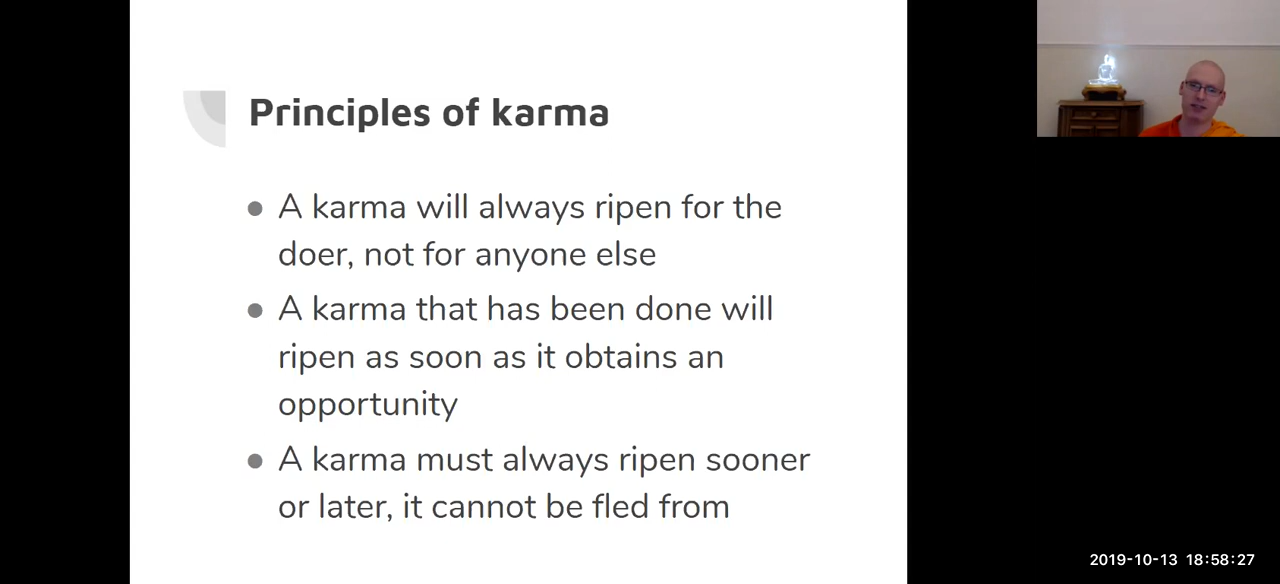 Principles of karma
● A karma will always ripen for the
doer, not for anyone else
● A karma that has been done will
ripen as soon as it obtains an
opportunity
● A karma must always ripen sooner
or later, it cannot be fled from
2019-10-13 18:58:27